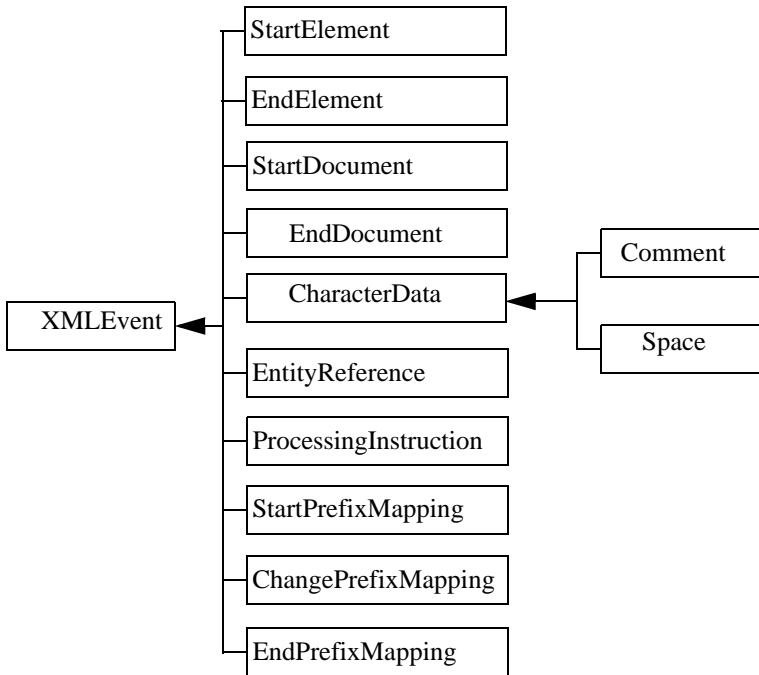 StartElement
EndElement
StartDocument
EndDocument
CharacterData
Comment
Space
XMLEvent
EntityReference
ProcessingInstruction
StartPrefixMapping
ChangePrefixMapping
EndPrefixMapping